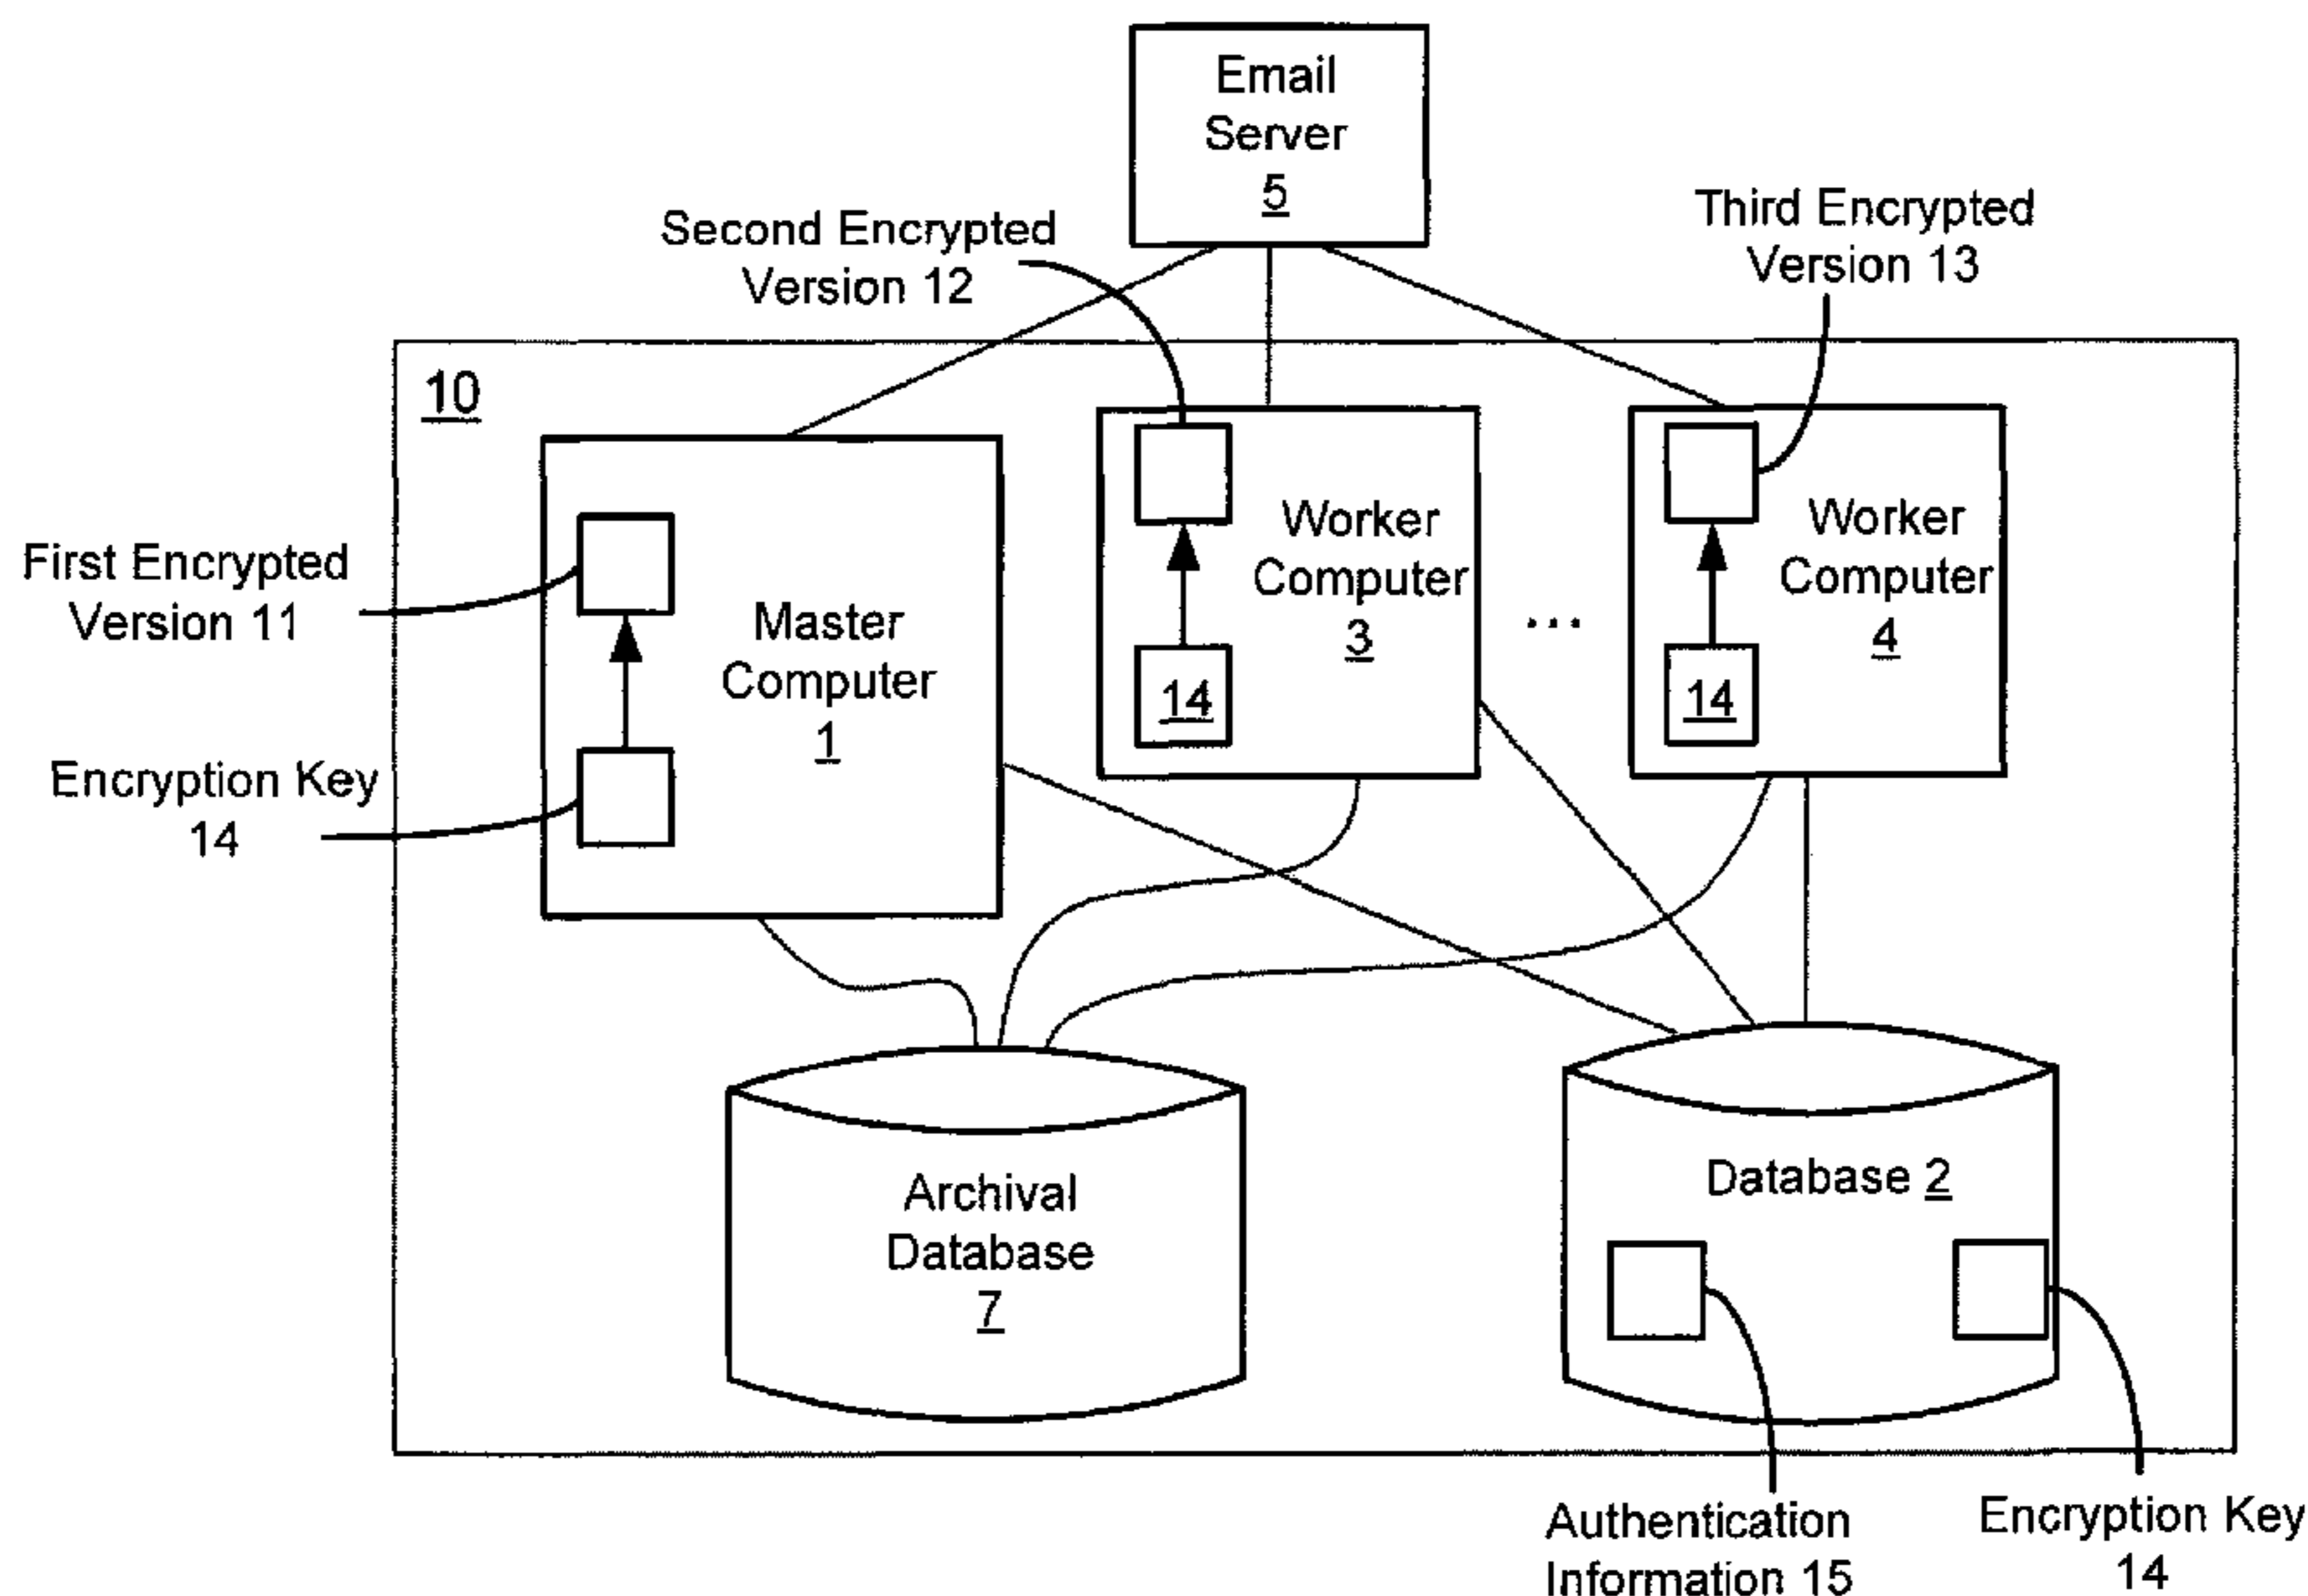 Email
Server
5
Second Encrypted
Version 12
Third Encrypted
Version 13
10
First Encrypted
Version 11
Master
Computer
1
Worker
Computer
3
...
Worker
Computer
4
14
14
Encryption Key
14
Archival
Database
7
Database 2
Authentication
Information 15
Encryption Key
14